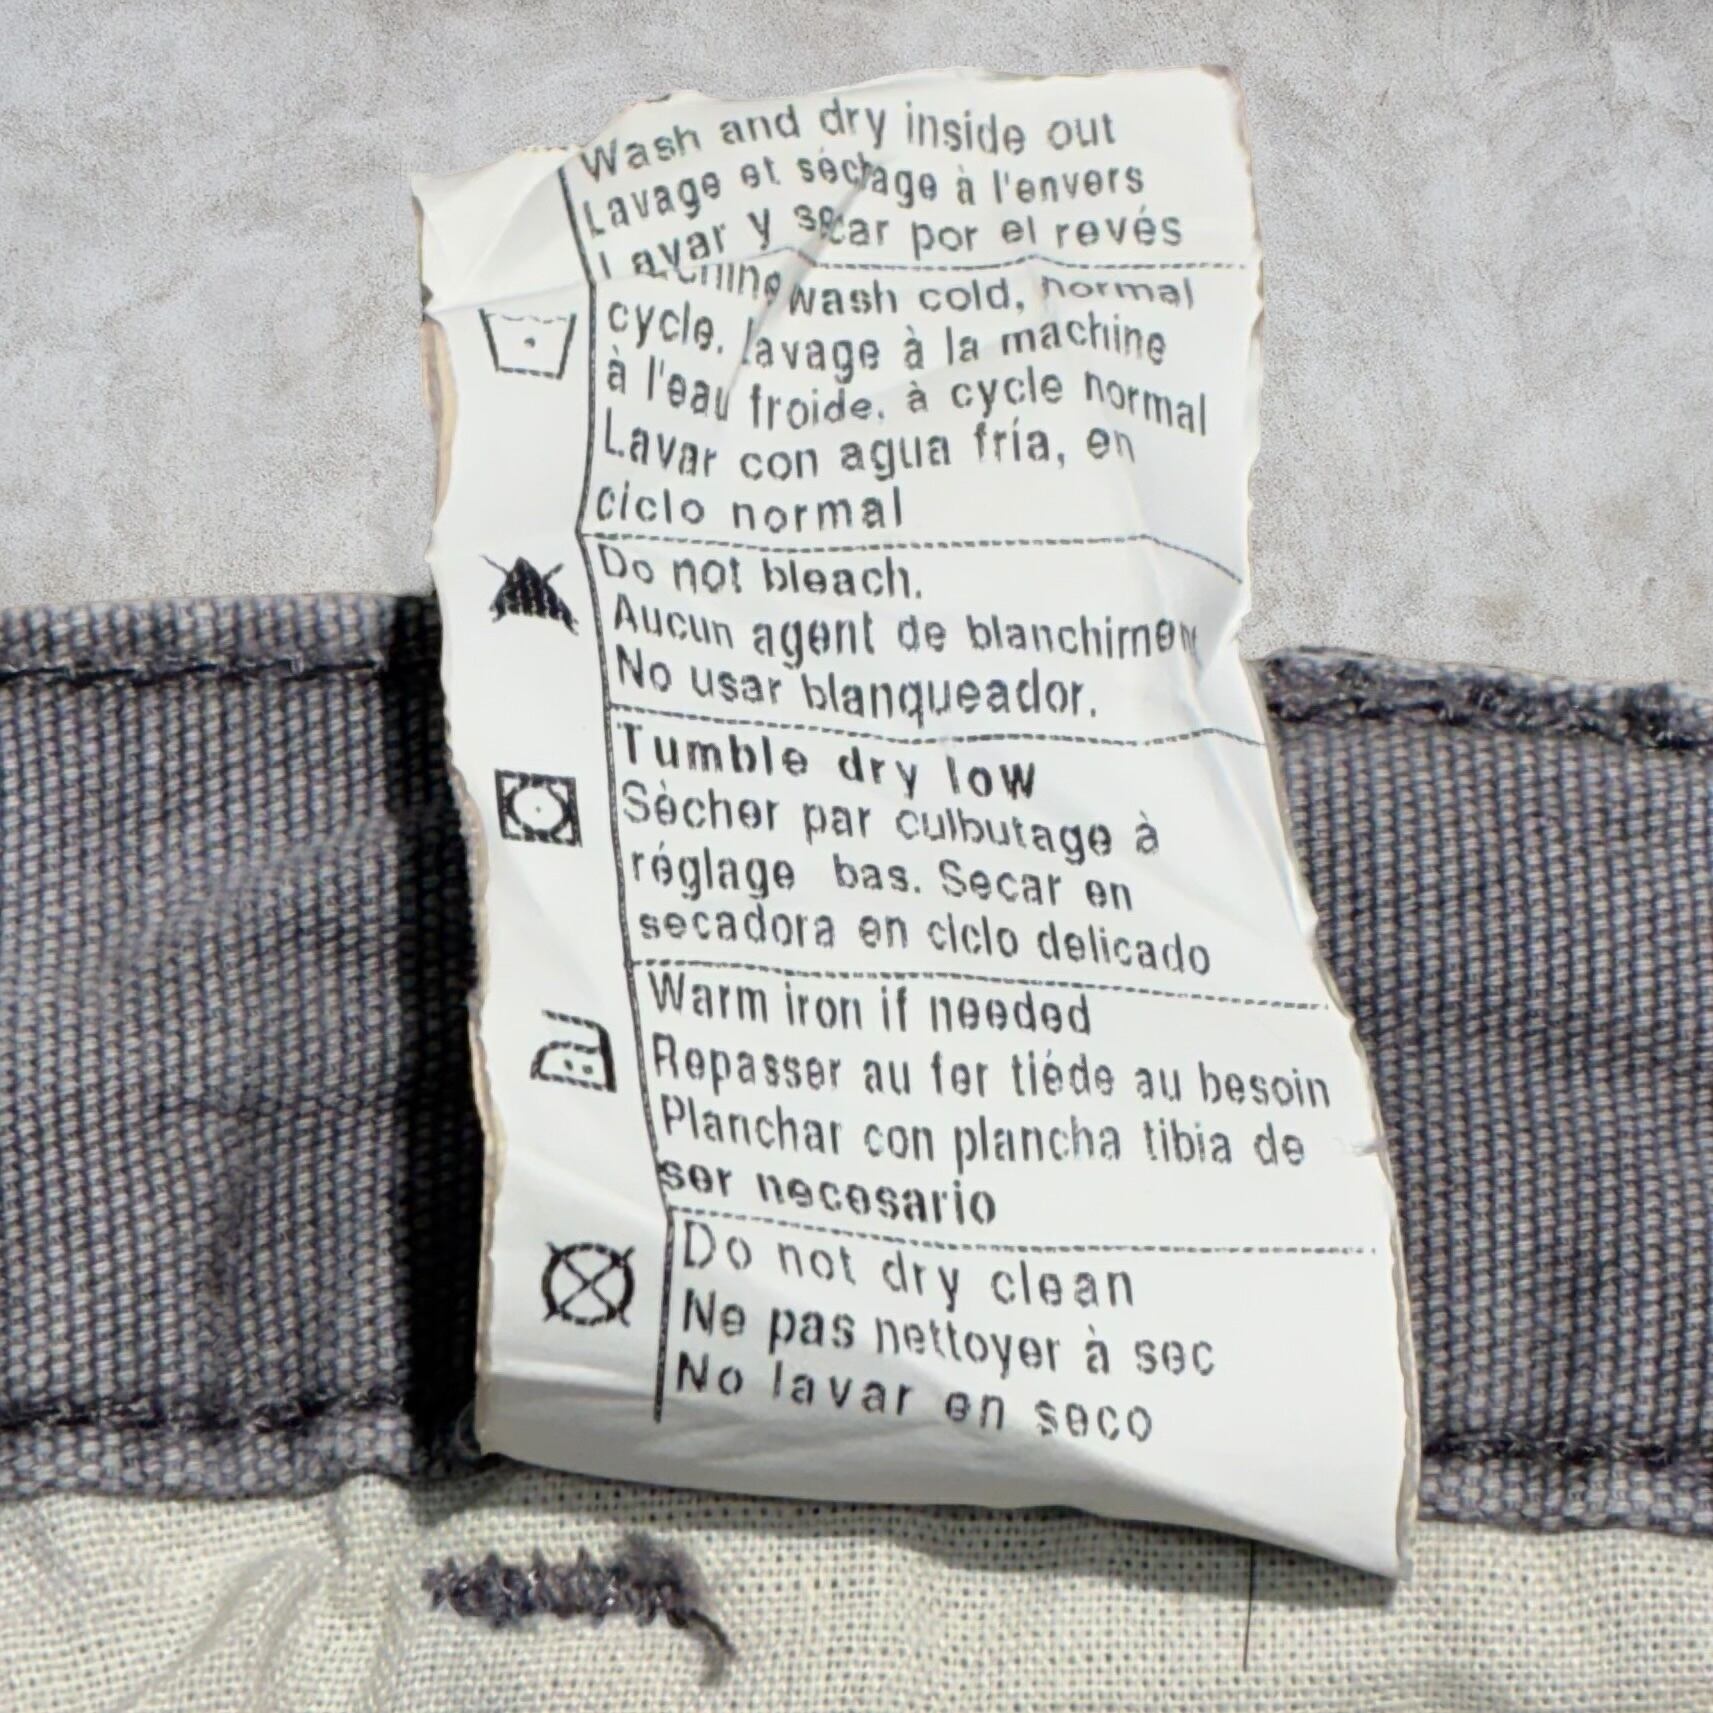 Wash and dry inside out
Lavage et séchage à l'envers
Lavar y secar por el revés
wash cold, normal
cycle. lavage à la machine
à l'eau froide, à cycle normal
Lavar con agua fría, en
ciclo normal
Do not bleach.
Aucun agent de blanchimen
No usar blanqueador.
Tumble dry low
Sècher par culbutage à
réglage bas. Secar en
secadora en ciclo delicado
Warm iron if needed
Repasser au fer tiéde au besoin
Planchar con plancha tibia de
ser necesario
Do not dry clean
Ne pas nettoyer à sec
No lavar en seco